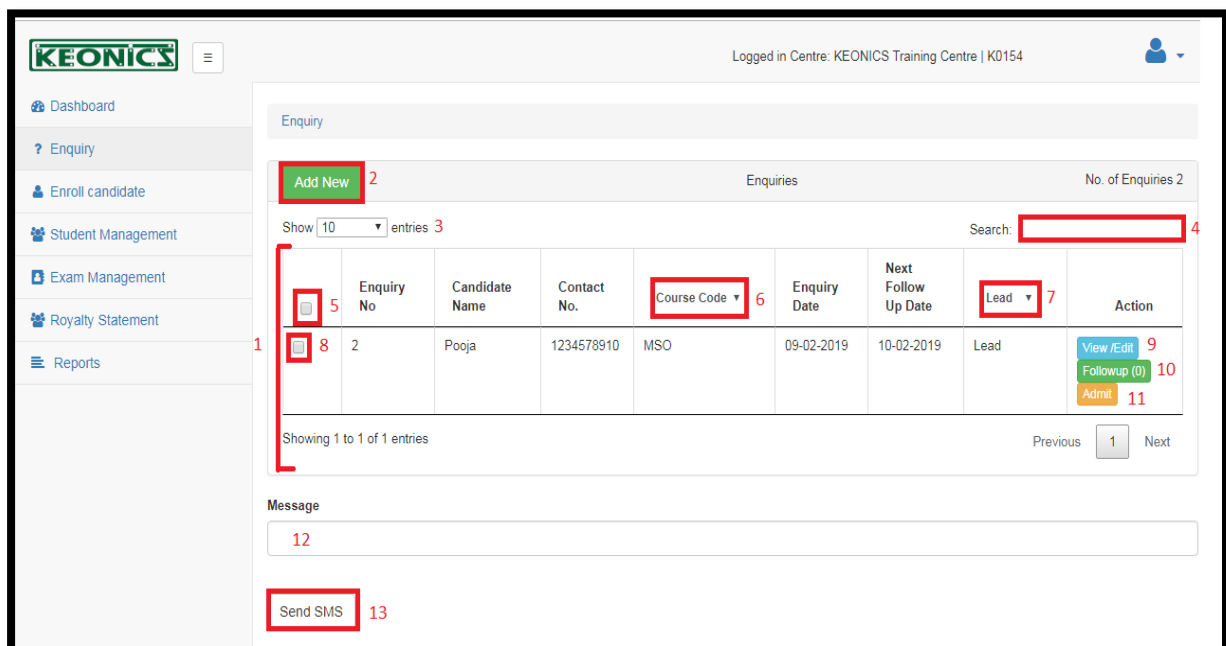 KEONICS
Logged in Centre: KEONICS Training Centre | K0154
Dashboard
? Enquiry
Enroll candidate
Student Management
Exam Management
Royalty Statement
Reports
Enquiry
Add New 2 Enquiries No. of Enquiries 2
Show 10 entries 3 Search: 4
5 Enquiry No Candidate Name Contact No. Course Code 6 Enquiry Date Next Follow Up Date Lead 7 Action
1 8 2 Pooja 1234578910 MSO 09-02-2019 10-02-2019 Lead View /Edit 9
Followup (0) 10
Admit 11
Showing 1 to 1 of 1 entries Previous 1 Next
Message
12
Send SMS 13